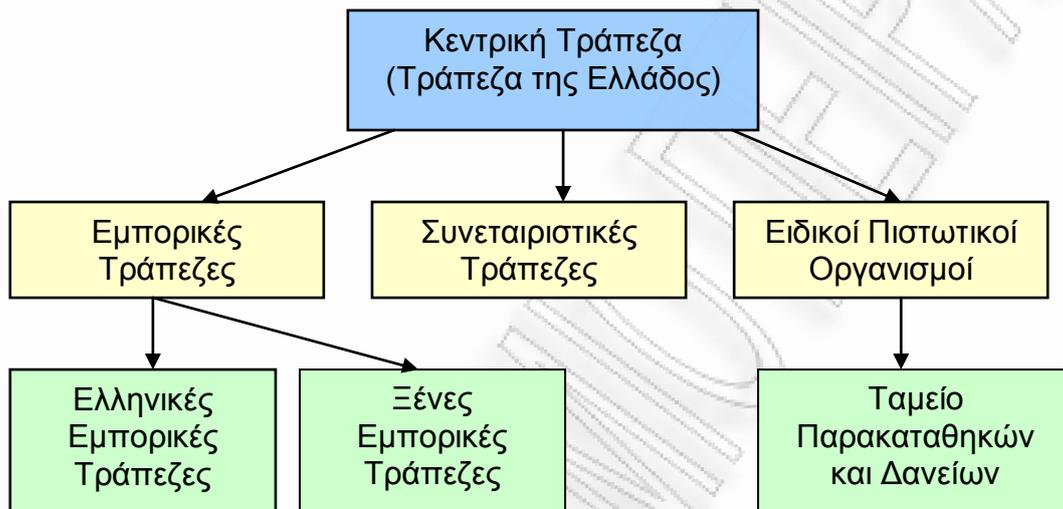 Κεντρική Τράπεζα
(Τράπεζα της Ελλάδος)
Εμπορικές
Τράπεζες
Συνεταιριστικές
Τράπεζες
Ειδικοί Πιστωτικοί
Οργανισμοί
Ελληνικές
Εμπορικές
Τράπεζες
Ξένες
Εμπορικές
Τράπεζες
Ταμείο
Παρακαταθηκών
και Δανείων